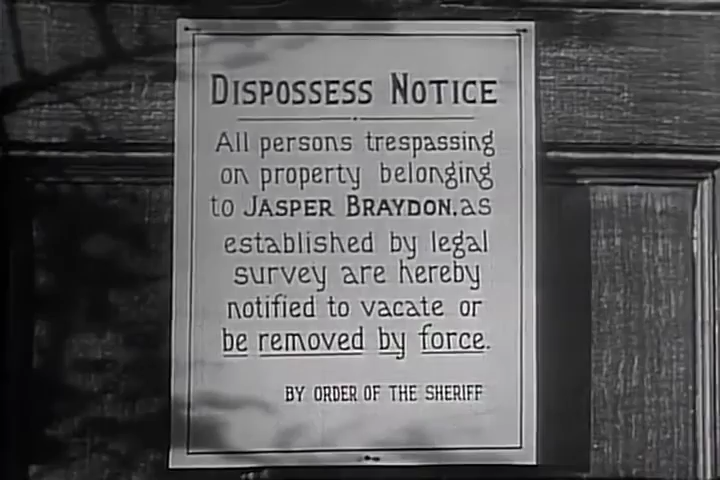 DISPOSSESS NOTICE
All persons trespassing
on property belonging
to JASPER BRAYDON, as
established by legal
survey are hereby
notified to vacate or
be removed by force.
BY ORDER OF THE SHERIFF